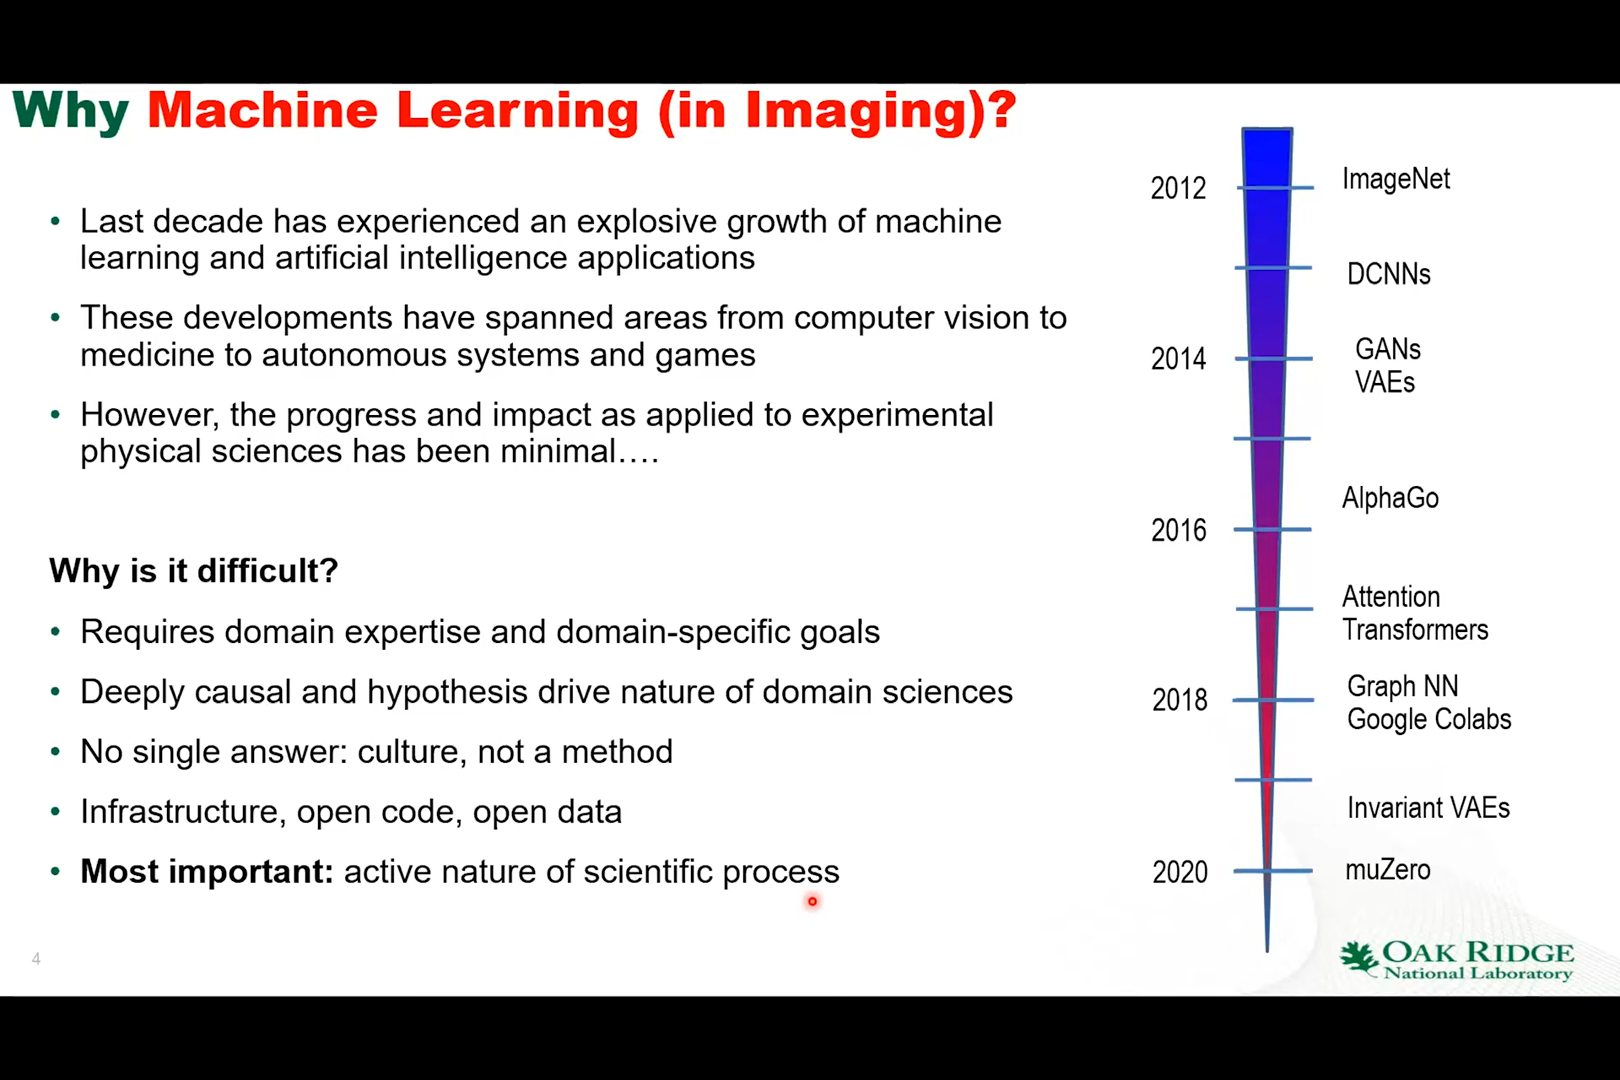 Why Machine Learning (in Imaging)?
• Last decade has experienced an explosive growth of machine
learning and artificial intelligence applications
• These developments have spanned areas from computer vision to
medicine to autonomous systems and games
• However, the progress and impact as applied to experimental
physical sciences has been minimal….
Why is it difficult?
• Requires domain expertise and domain-specific goals
• Deeply causal and hypothesis drive nature of domain sciences
• No single answer: culture, not a method
• Infrastructure, open code, open data
• Most important: active nature of scientific process
2012
ImageNet
DCNNs
2014
GANs
VAEs
AlphaGo
2016
Attention
Transformers
2018
Graph NN
Google Colabs
Invariant VAEs
2020
muZero
4
OAK RIDGE
National Laboratory